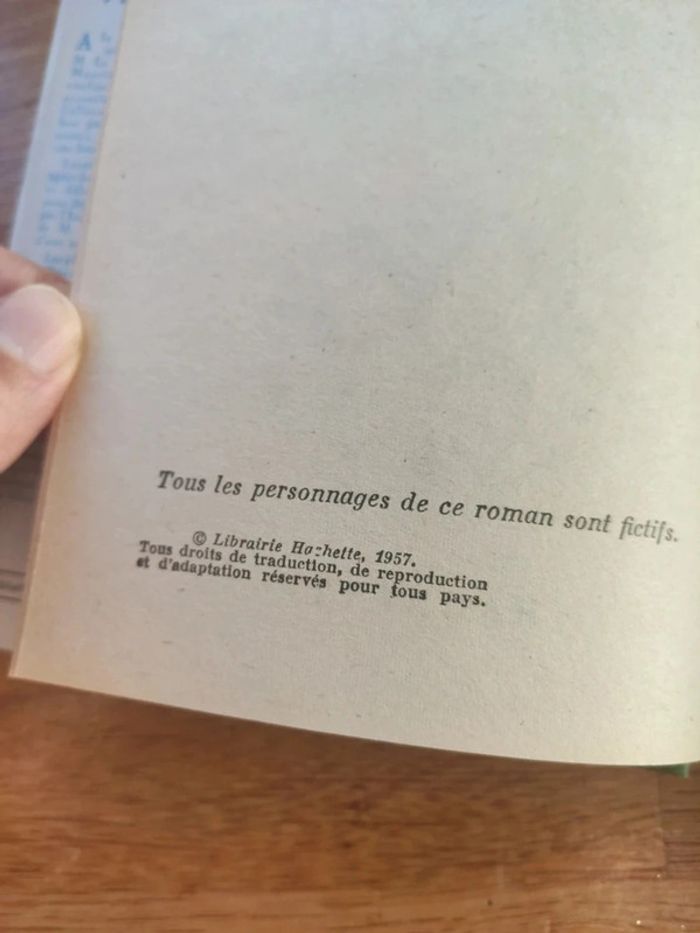 A
Tous les personnages de ce roman sont fictifs.
© Librairie Hachette, 1957.
Tous droits de traduction, de reproduction
et d'adaptation réservés pour tous pays.